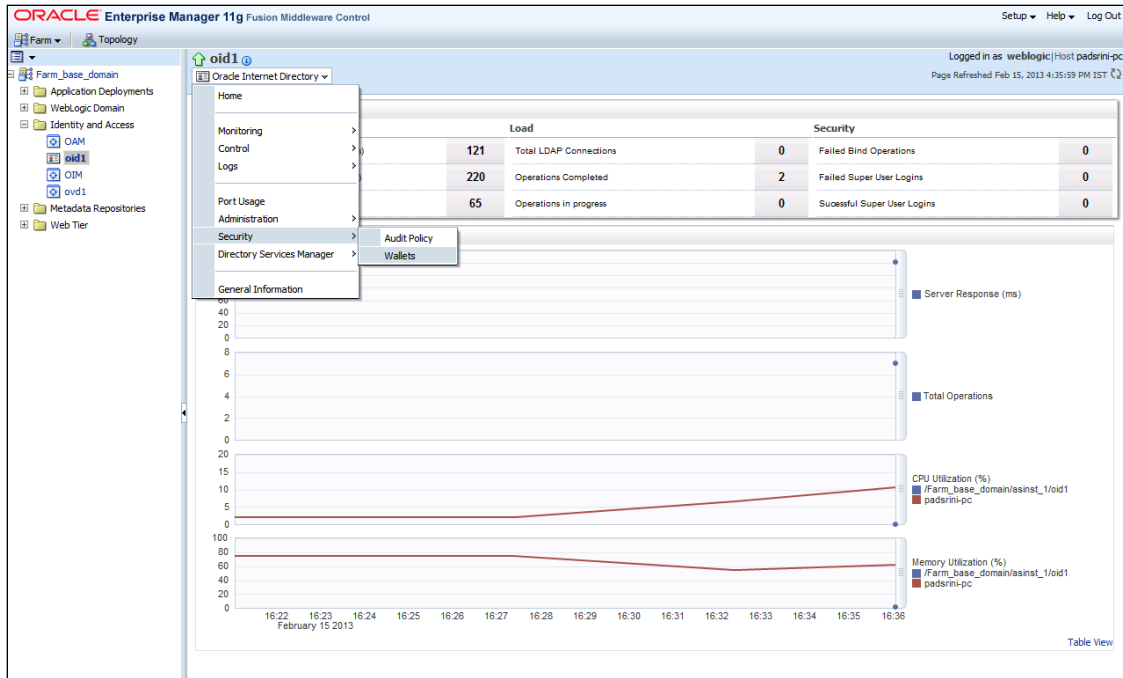 ORACLE Enterprise Manager 11g Fusion Middleware Control
Setup Help Log Out
Farm Topology
oid1
Logged in as weblogic|Host padsrini-pc
Oracle Internet Directory
Page Refreshed Feb 15, 2013 4:35:59 PM IST
Farm_base_domain
Application Deployments
WebLogic Domain
Identity and Access
OAM
oid1
OIM
ovd1
Metadata Repositories
Web Tier
Home
Monitoring
Control
Logs
Port Usage
Administration
Security
Directory Services Manager
General Information
Audit Policy
Wallets
Load
Security
121 Total LDAP Connections 0 Failed Bind Operations 0
220 Operations Completed 2 Failed Super User Logins 0
65 Operations in progress 0 Sucessful Super User Logins 0
40
20
0
Server Response (ms)
8
6
4
2
0
Total Operations
20
15
10
5
0
CPU Utilization (%)
/Farm_base_domain/asinst_1/oid1
padsrini-pc
100
80
60
40
20
0
Memory Utilization (%)
/Farm_base_domain/asinst_1/oid1
padsrini-pc
16:22 16:23 16:24 16:25 16:26 16:27 16:28 16:29 16:30 16:31 16:32 16:33 16:34 16:35 16:36
February 15 2013
Table View